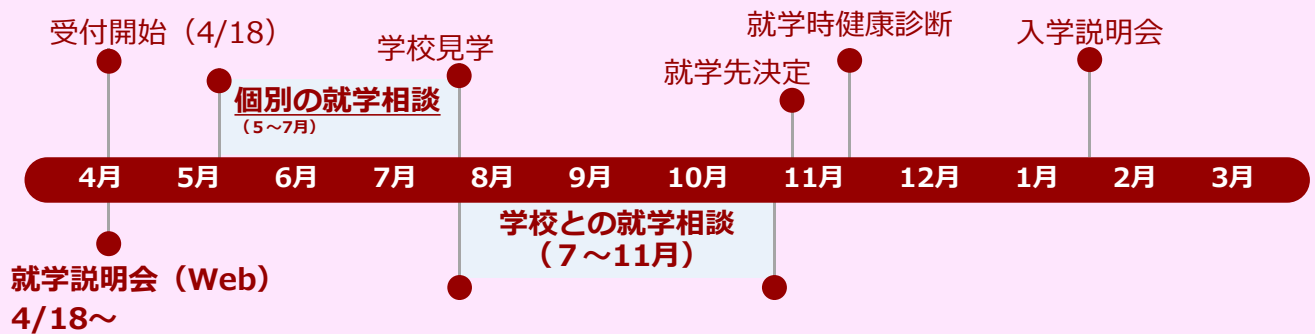 受付開始（4/18）
学校見学
就学時健康診断
入学説明会
就学先決定
個別の就学相談
（５～7月）
4月 5月 6月 7月 8月 9月 10月 11月 12月 1月 2月 3月
学校との就学相談
（７～11月）
就学説明会（Web）
4/18～